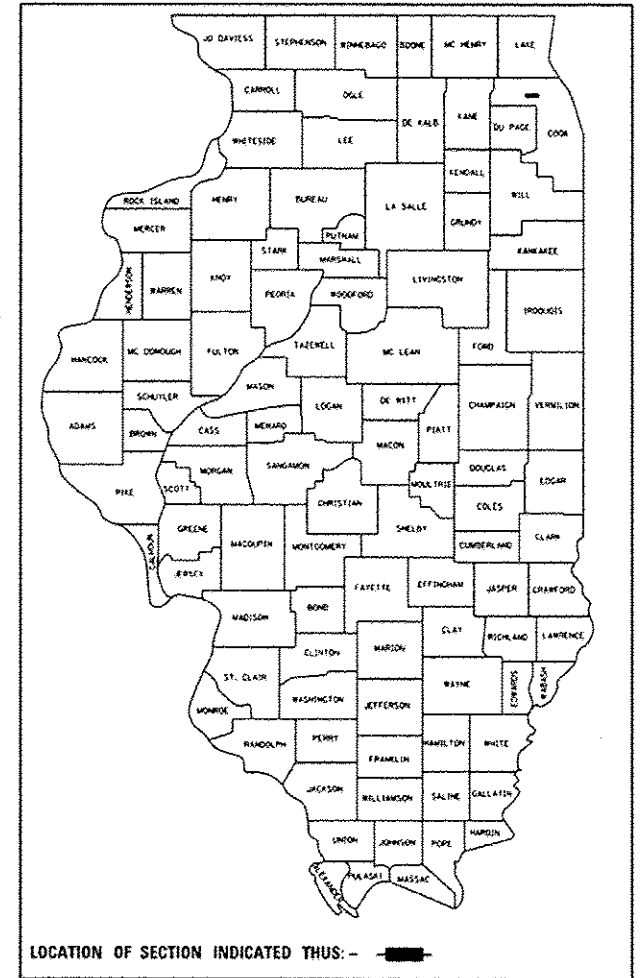 JO DAVIESS
STEPHENSON
WINNEBAGO
BOONE
MC HENRY
LAKE
CARROLL
OGLE
DE KALB
KANE
DU PAGE
COOK
WHITESIDE
LEE
KENDALL
WILL
ROCK ISLAND
HENRY
BUREAU
LA SALLE
GRUNDY
MERCER
PUTNAM
STARK
MARSHALL
KANKAKEE
HENDERSON
WARREN
KNOX
PEORIA
WOODFORD
LIVINGSTON
IROQUOIS
HANCOCK
MC DONOUGH
FULTON
TAZEWELL
MC LEAN
FORD
MASON
SCHUYLER
LOGAN
DE WITT
CHAMPAIGN
VERMILION
ADAMS
BROWN
CASS
MENARD
MACON
PIATT
MORGAN
SANGAMON
DOUGLAS
EDGAR
PIKE
SCOTT
CHRISTIAN
MOULTRIE
COLES
GREENE
MACOUPIN
MONTGOMERY
SHELBY
CUMBERLAND
CLARK
CALHOUN
JERSEY
FAYETTE
EFFINGHAM
JASPER
CRAWFORD
MADISON
BOND
CLAY
RICHLAND
LAWRENCE
CLINTON
MARION
ST. CLAIR
WAYNE
EDWARDS
WABASH
WASHINGTON
JEFFERSON
MONROE
RANDOLPH
PERRY
HAMILTON
WHITE
FRANKLIN
JACKSON
WILLIAMSON
SALINE
GALLATIN
UNION
JOHNSON
POPE
HARDIN
ALEXANDER
PULASKI
MASSAC
LOCATION OF SECTION INDICATED THUS: -